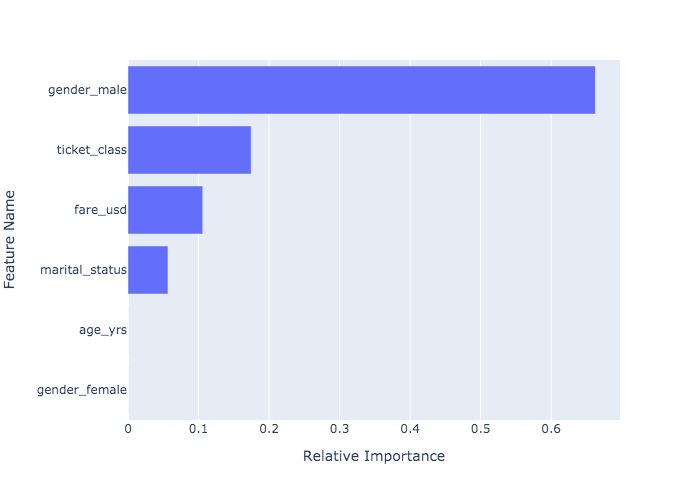 gender_male
ticket_class
fare_usd
marital_status
age_yrs
gender_female
Feature Name
0 0.1 0.2 0.3 0.4 0.5 0.6
Relative Importance